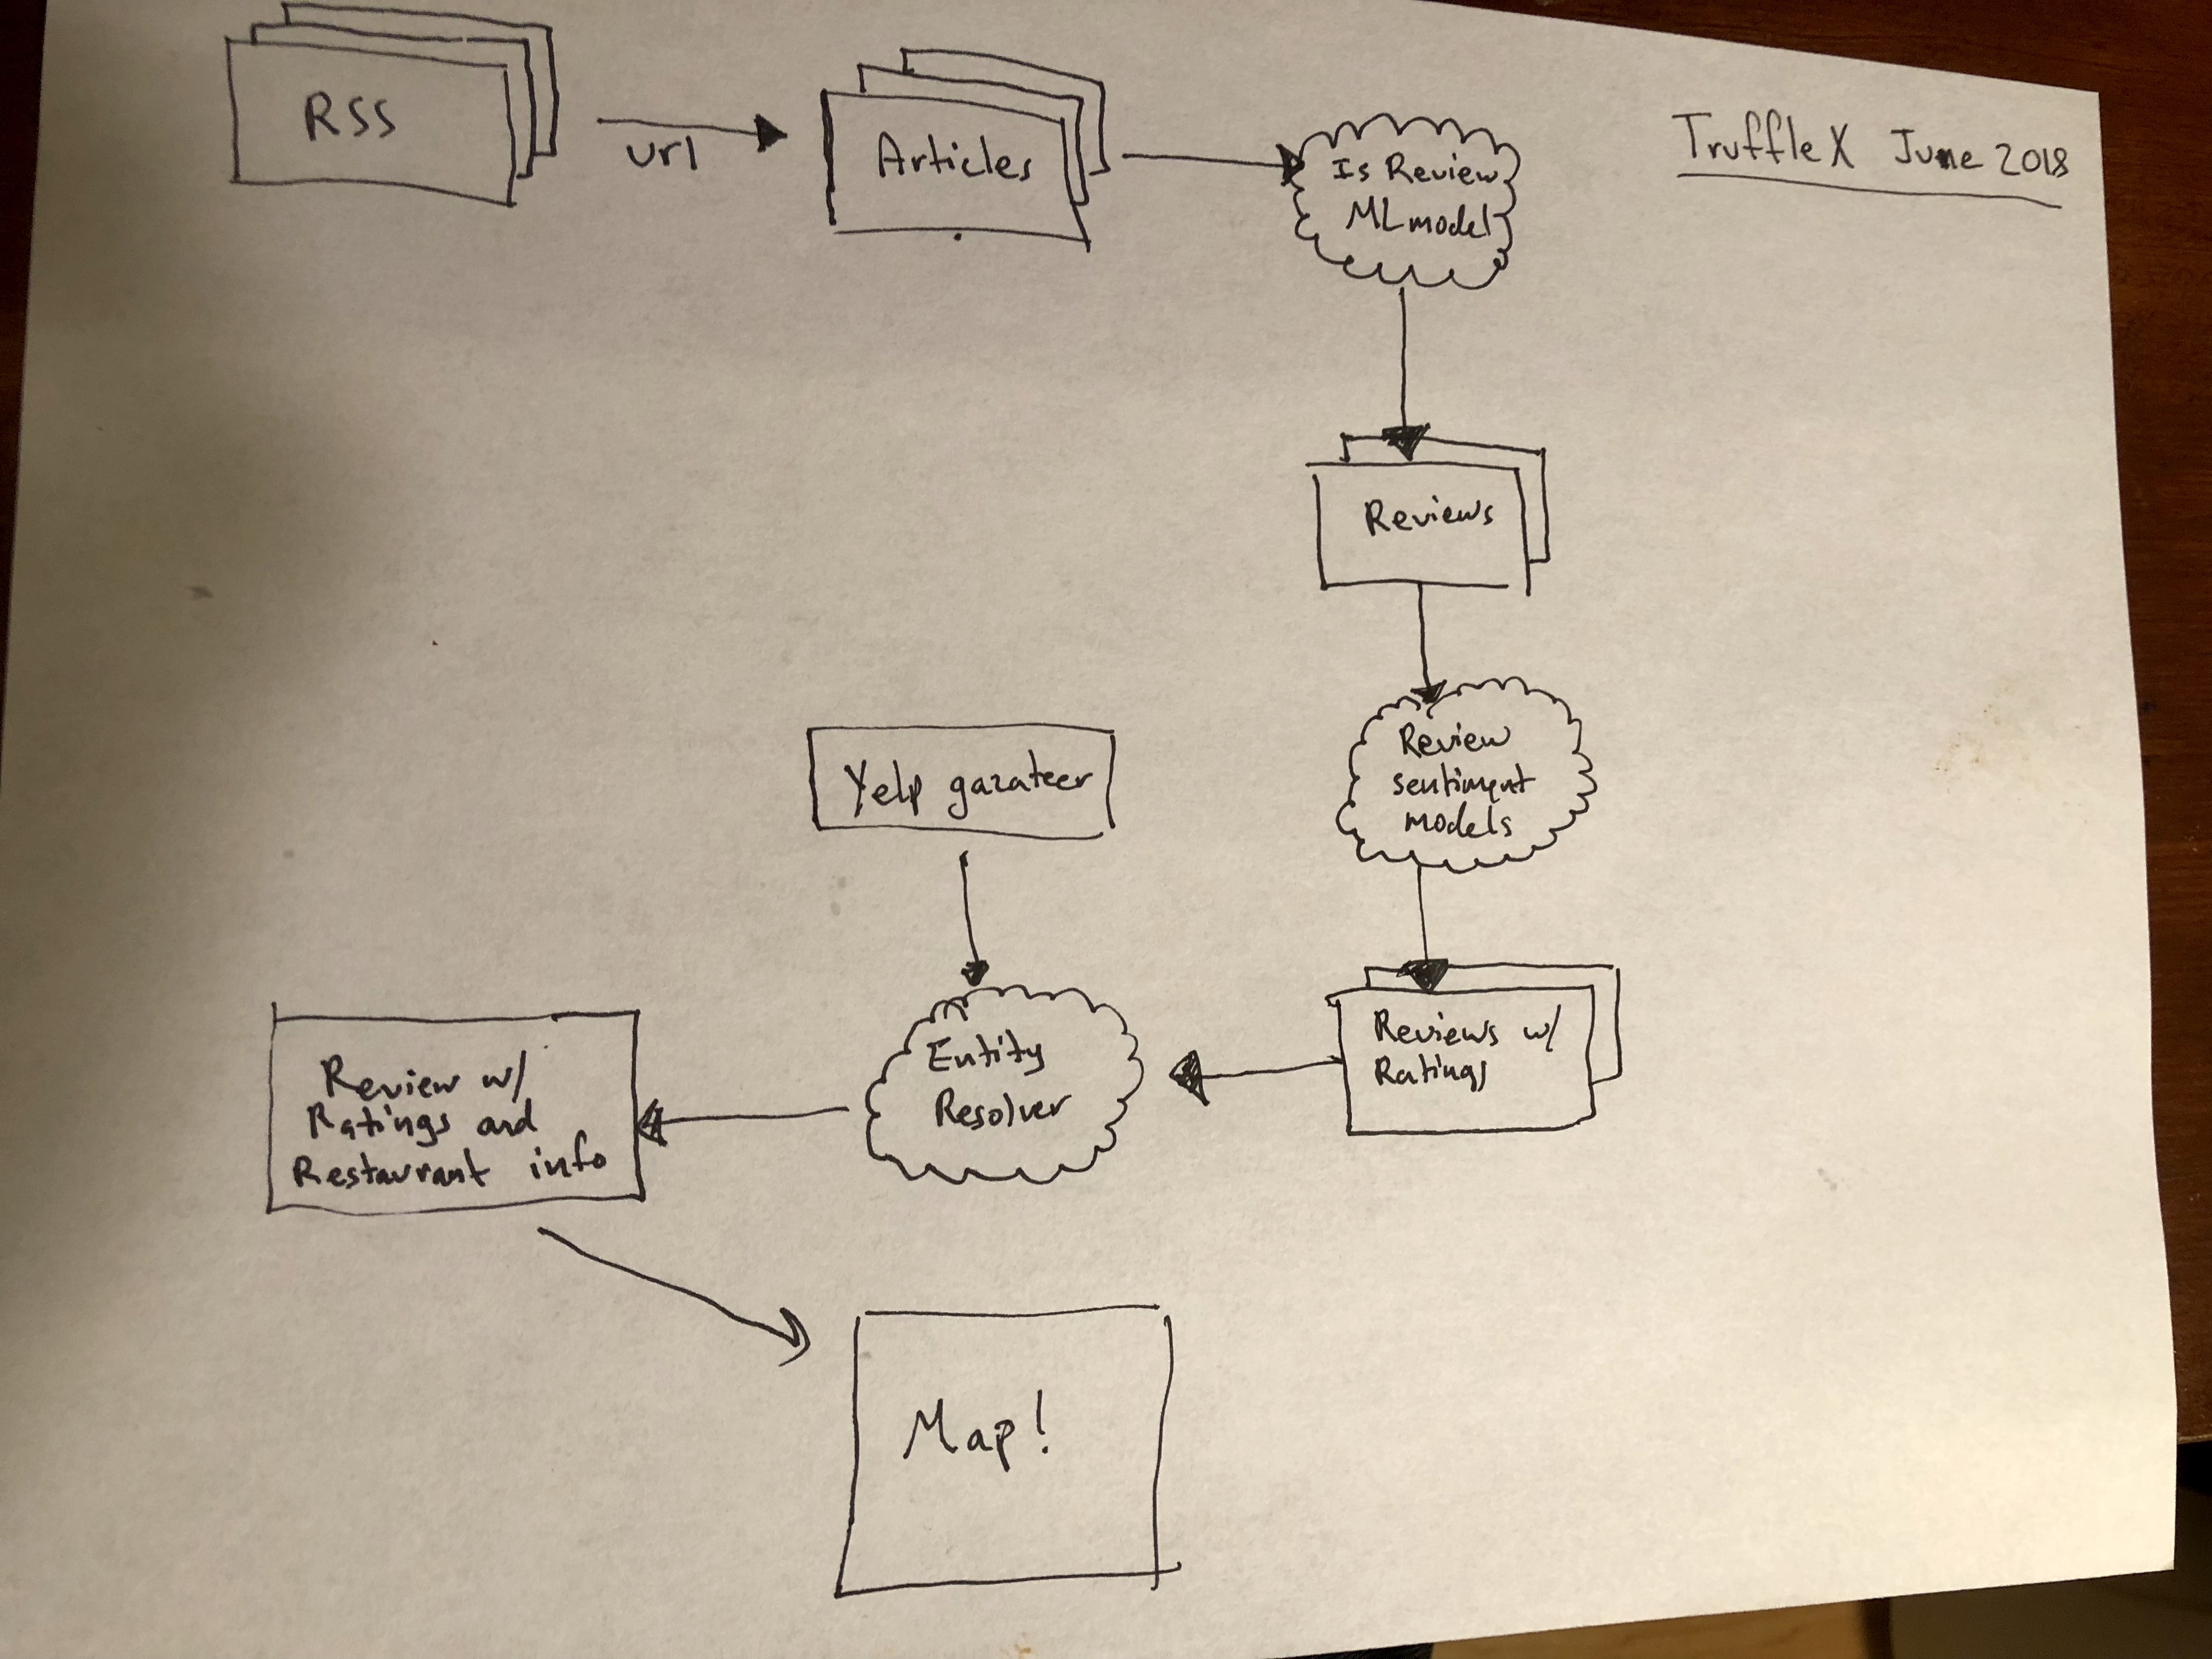 RSS
url
Articles
Is Review
ML model
TruffleX June 2018
Reviews
Review
sentiment
models
Yelp gazateer
Reviews w/
Ratings
Entity
Resolver
Review w/
Ratings and
Restaurant info
Map!